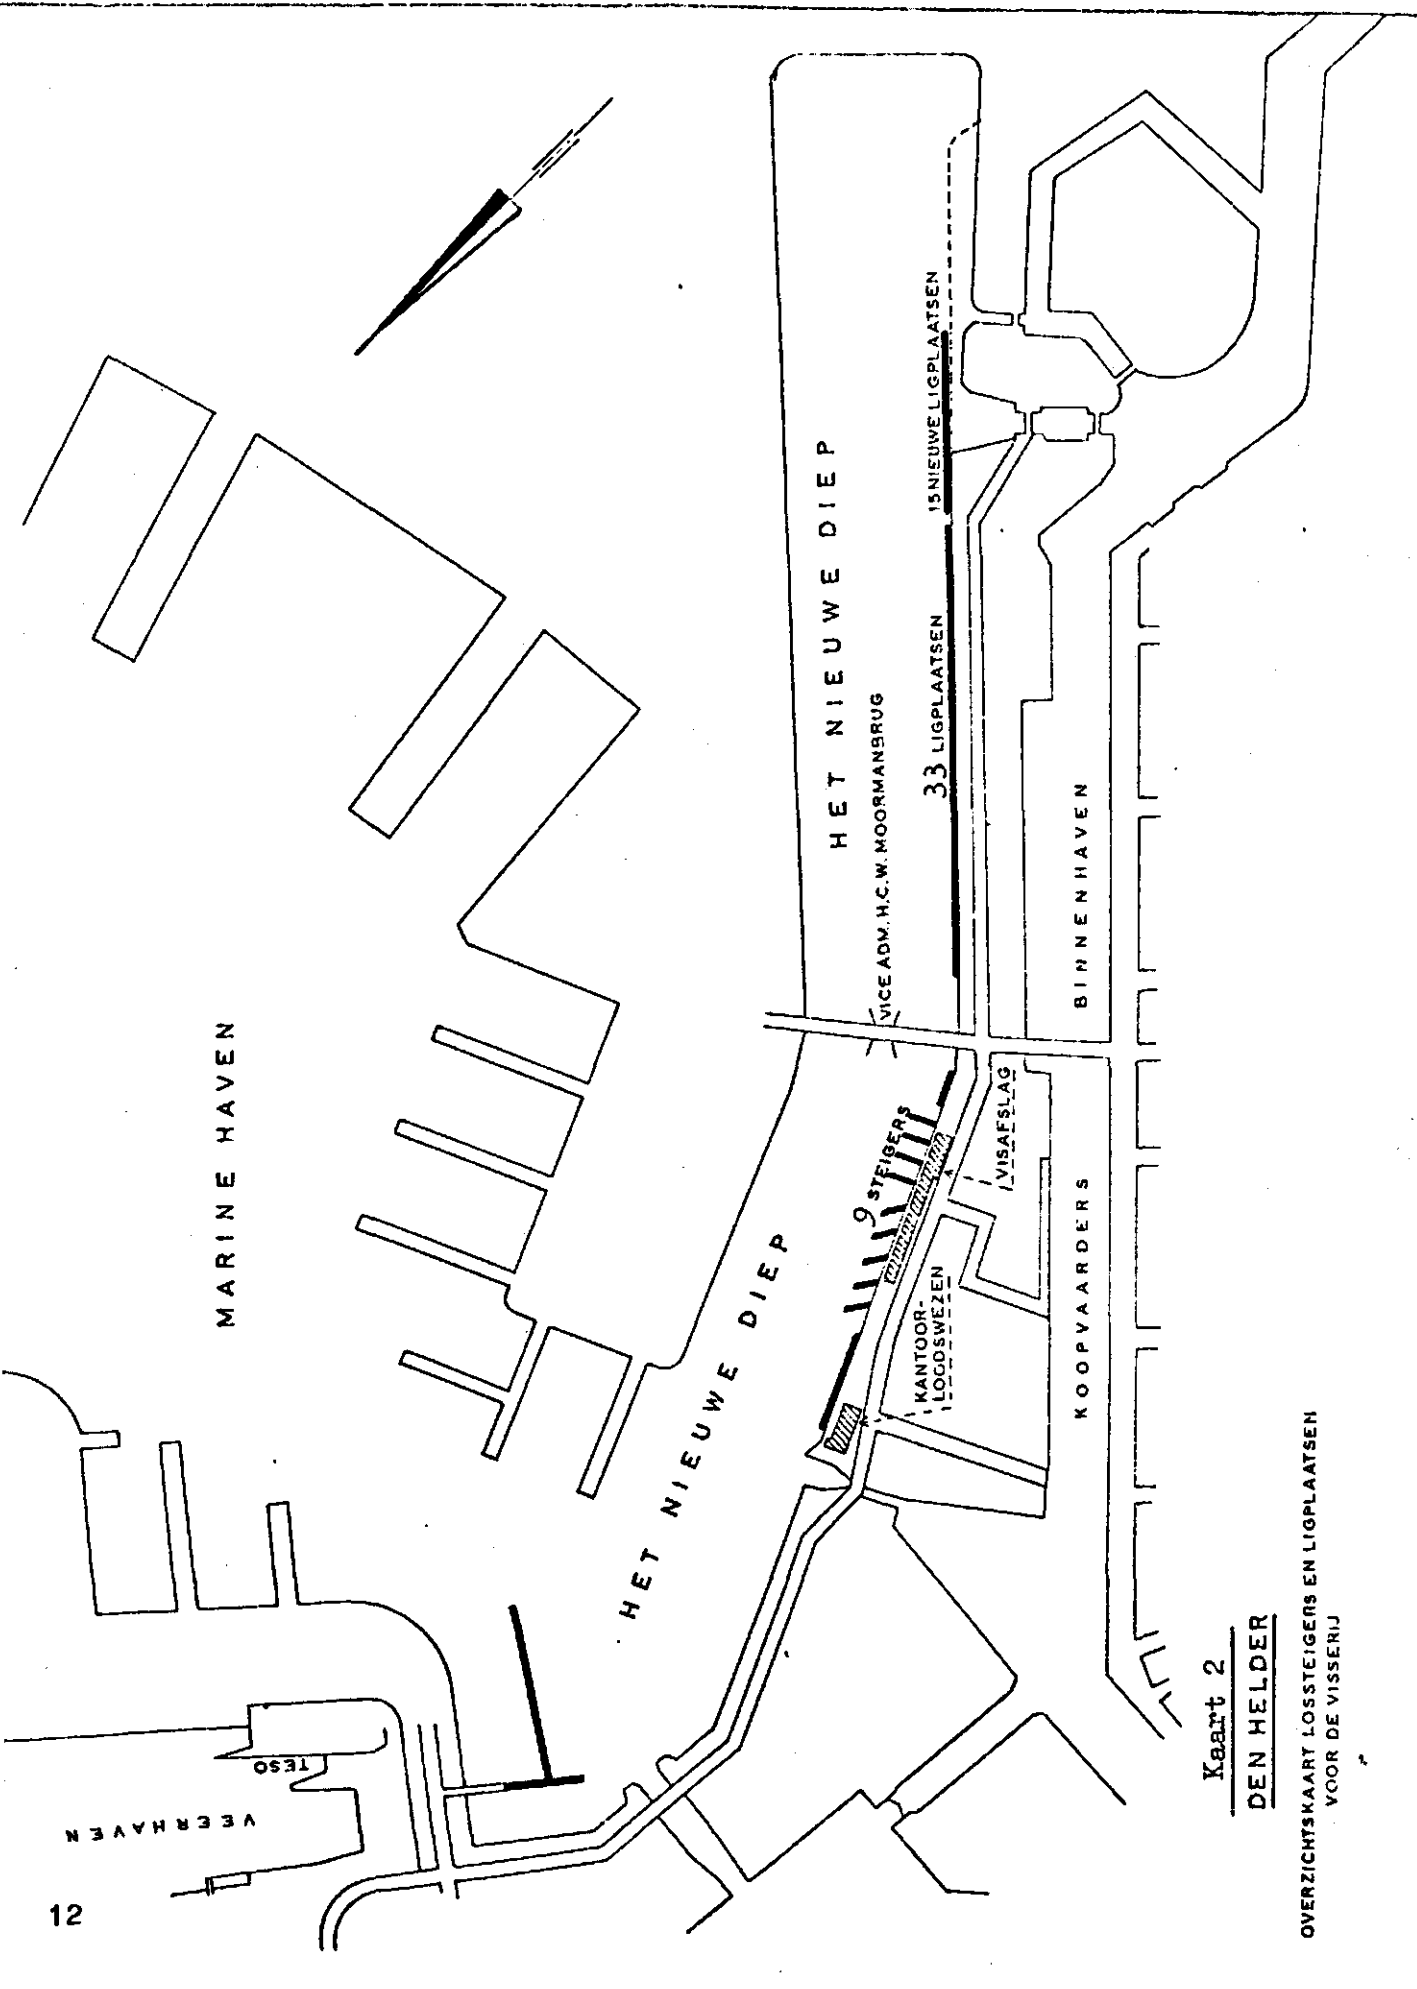 Kaart 2
DEN HELDER
OVERZICHTSKAART LOSSTEIGERS EN LIGPLAATSEN
VOOR DE VISSERIJ
MARINE HAVEN
VEERHAVEN
TESO
HET NIEUWE DIEP
HET NIEUWE DIEP
VICE ADM. H.C.W. MOORMANBRUG
33 LIGPLAATSEN
15 NIEUWE LIGPLAATSEN
9 STEIGERS
VISAFSLAG
KANTOOR-
LOODSWEZEN
BINNENHAVEN
KOOPVAARDERS
12